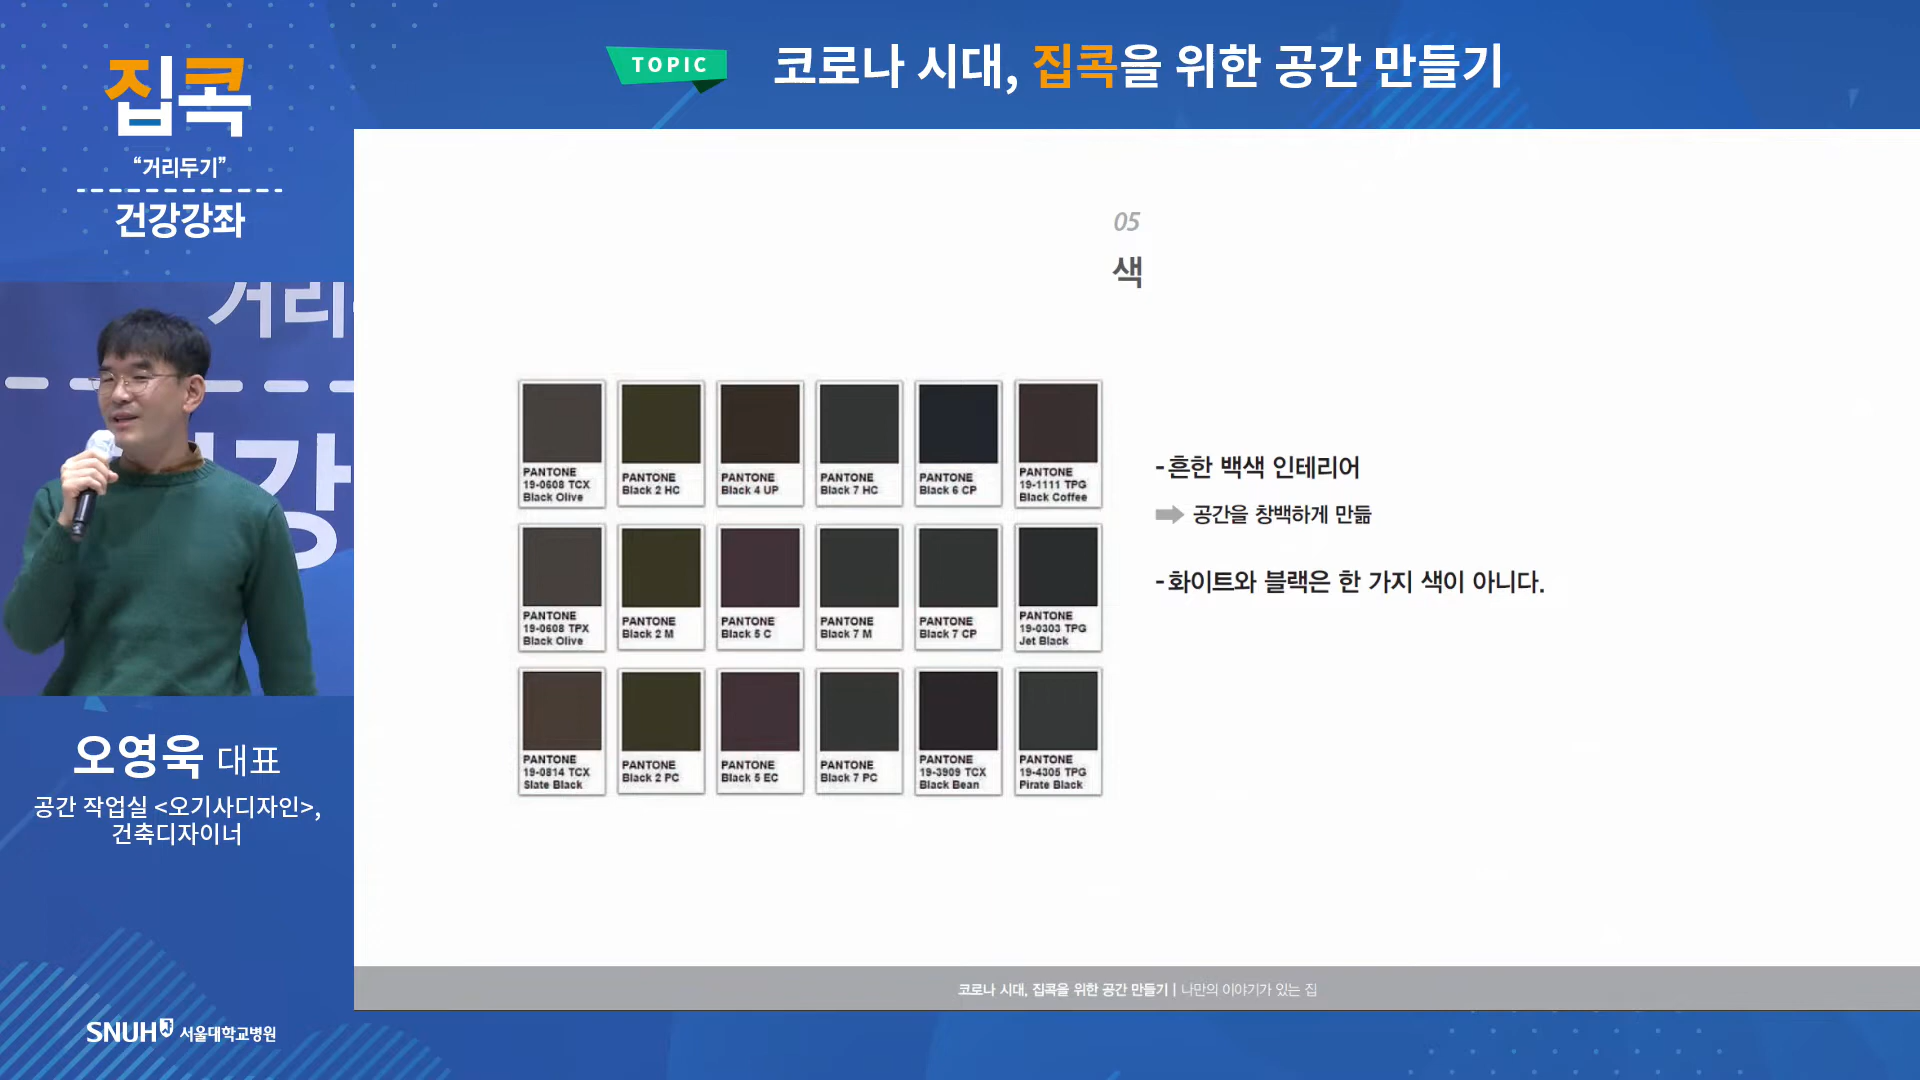 집콕
“거리두기”
건강강좌
TOPIC
코로나 시대, 집콕을 위한 공간 만들기
05
색
PANTONE
19-0608 TCX
Black Olive
PANTONE
Black 2 HC
PANTONE
Black 4 UP
PANTONE
Black 7 HC
PANTONE
Black 6 CP
PANTONE
19-1111 TPG
Black Coffee
PANTONE
19-0608 TPX
Black Olive
PANTONE
Black 2 M
PANTONE
Black 5 C
PANTONE
Black 7 M
PANTONE
Black 7 CP
PANTONE
19-0303 TPG
Jet Black
PANTONE
19-0814 TCX
Slate Black
PANTONE
Black 2 PC
PANTONE
Black 5 EC
PANTONE
Black 7 PC
PANTONE
19-3909 TCX
Black Bean
PANTONE
19-4305 TPG
Pirate Black
-흔한 백색 인테리어
공간을 창백하게 만듦
-화이트와 블랙은 한 가지 색이 아니다.
거리
강
오영욱 대표
공간 작업실 <오기사디자인>,
건축디자이너
코로나 시대, 집콕을 위한 공간 만들기 | 나만의 이야기가 있는 집
SNUH 서울대학교병원